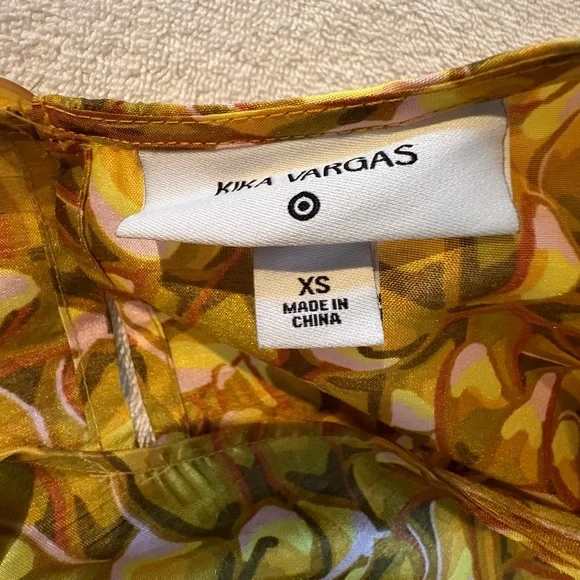 KIKA VARGAS
XS
MADE IN
CHINA